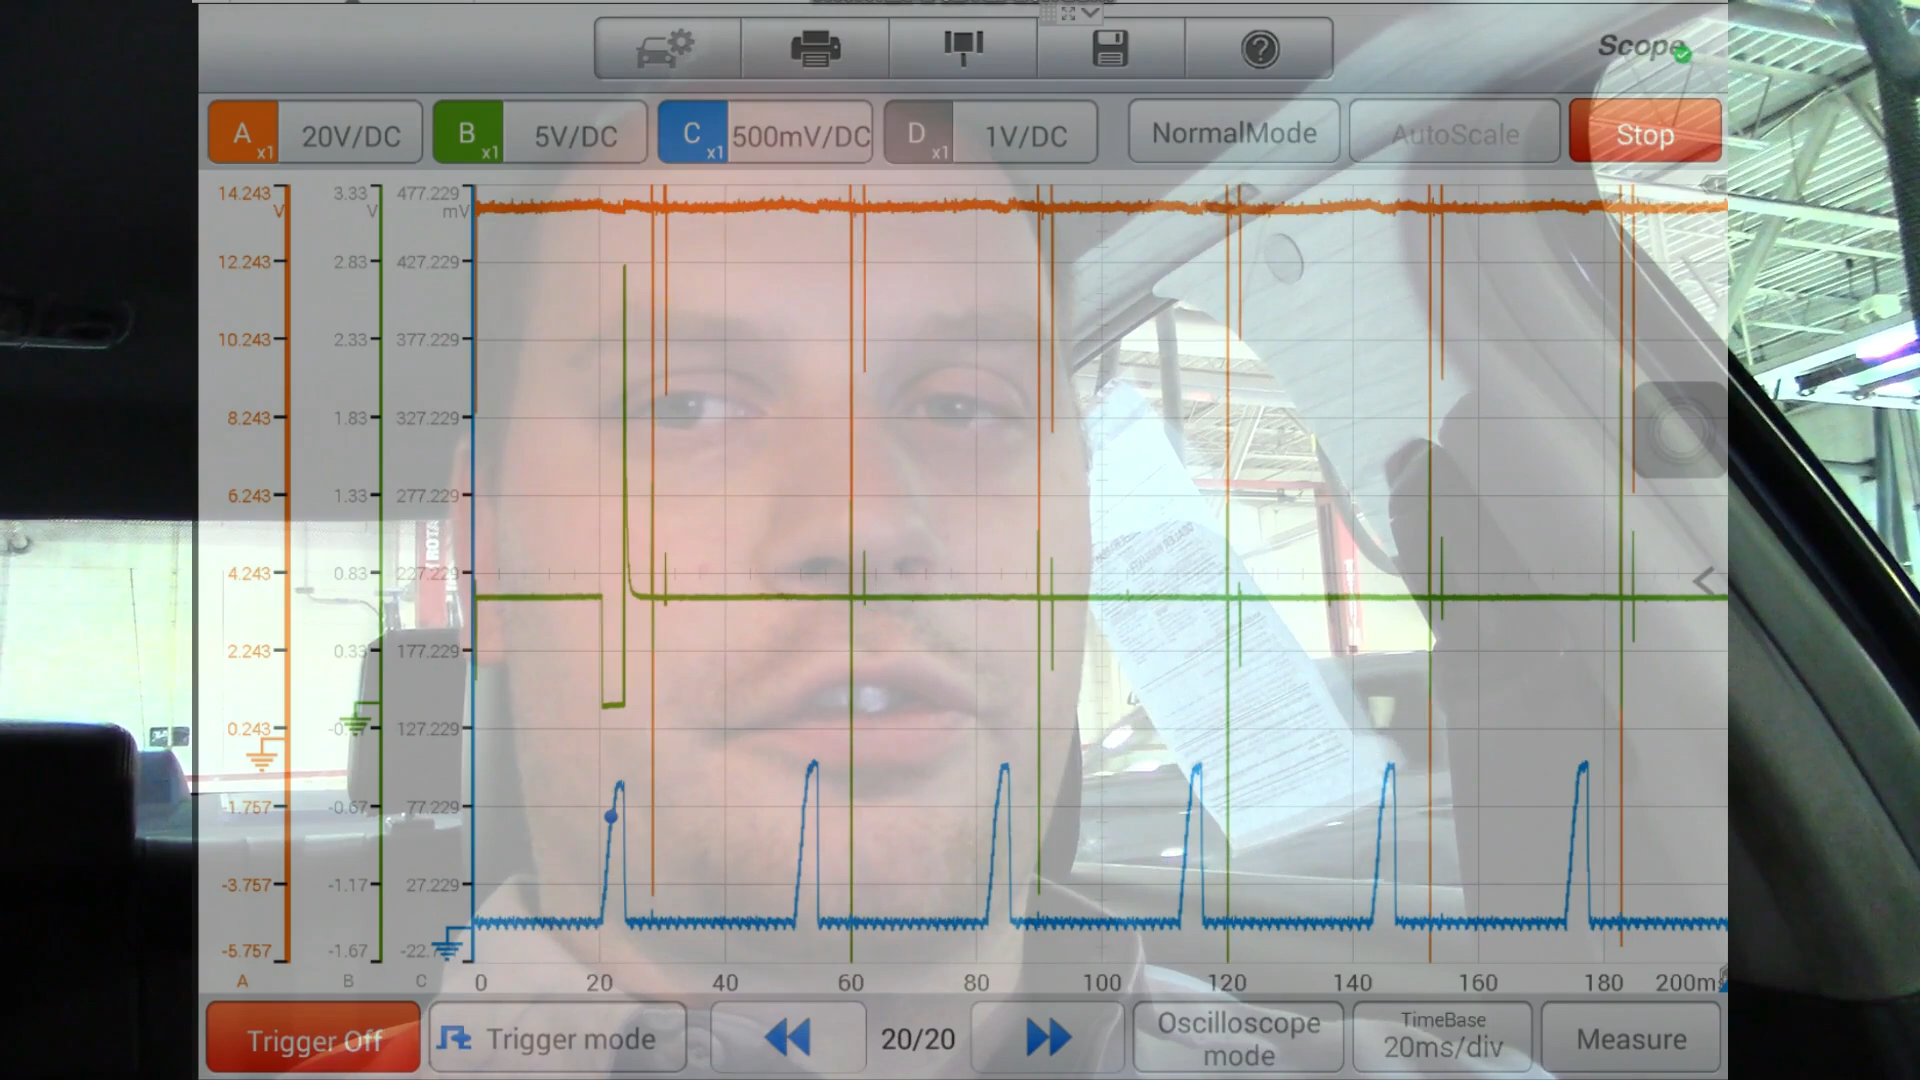 Scope
A x1 20V/DC B x1 5V/DC C x1 500mV/DC D x1 1V/DC NormalMode AutoScale Stop
14.243 3.33 477.229
V V mV
12.243 2.83 427.229
10.243 2.33 377.229
8.243 1.83 327.229
6.243 1.33 277.229
4.243 0.83 227.229
2.243 0.33 177.229
0.243 127.229
-1.757 -0.67 77.229
-3.757 -1.17 27.229
-5.757 -1.67
A B C 0 20 40 60 80 100 120 140 160 180 200ms
Trigger Off Trigger mode 20/20 Oscilloscope mode TimeBase 20ms/div Measure